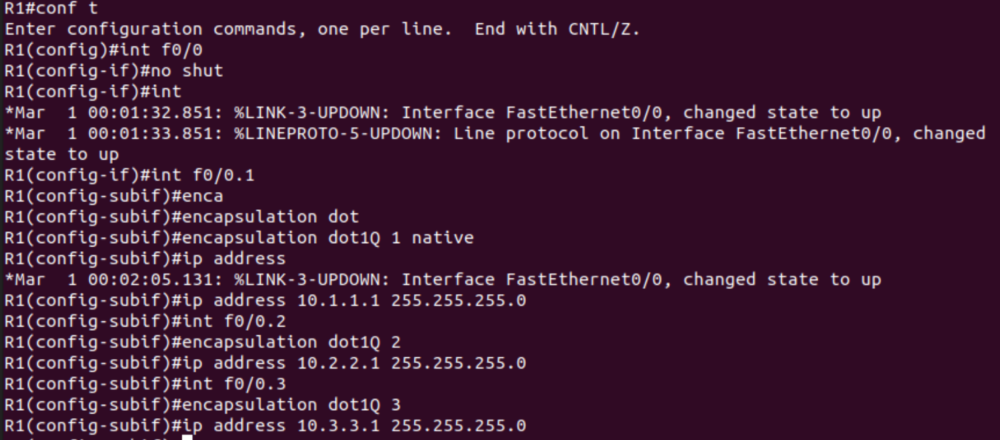 R1#conf t
Enter configuration commands, one per line.  End with CNTL/Z.
R1(config)#int f0/0
R1(config-if)#no shut
R1(config-if)#int
*Mar  1 00:01:32.851: %LINK-3-UPDOWN: Interface FastEthernet0/0, changed state to up
*Mar  1 00:01:33.851: %LINEPROTO-5-UPDOWN: Line protocol on Interface FastEthernet0/0, changed
state to up
R1(config-if)#int f0/0.1
R1(config-subif)#enca
R1(config-subif)#encapsulation dot
R1(config-subif)#encapsulation dot1Q 1 native
R1(config-subif)#ip address
*Mar  1 00:02:05.131: %LINK-3-UPDOWN: Interface FastEthernet0/0, changed state to up
R1(config-subif)#ip address 10.1.1.1 255.255.255.0
R1(config-subif)#int f0/0.2
R1(config-subif)#encapsulation dot1Q 2
R1(config-subif)#ip address 10.2.2.1 255.255.255.0
R1(config-subif)#int f0/0.3
R1(config-subif)#encapsulation dot1Q 3
R1(config-subif)#ip address 10.3.3.1 255.255.255.0